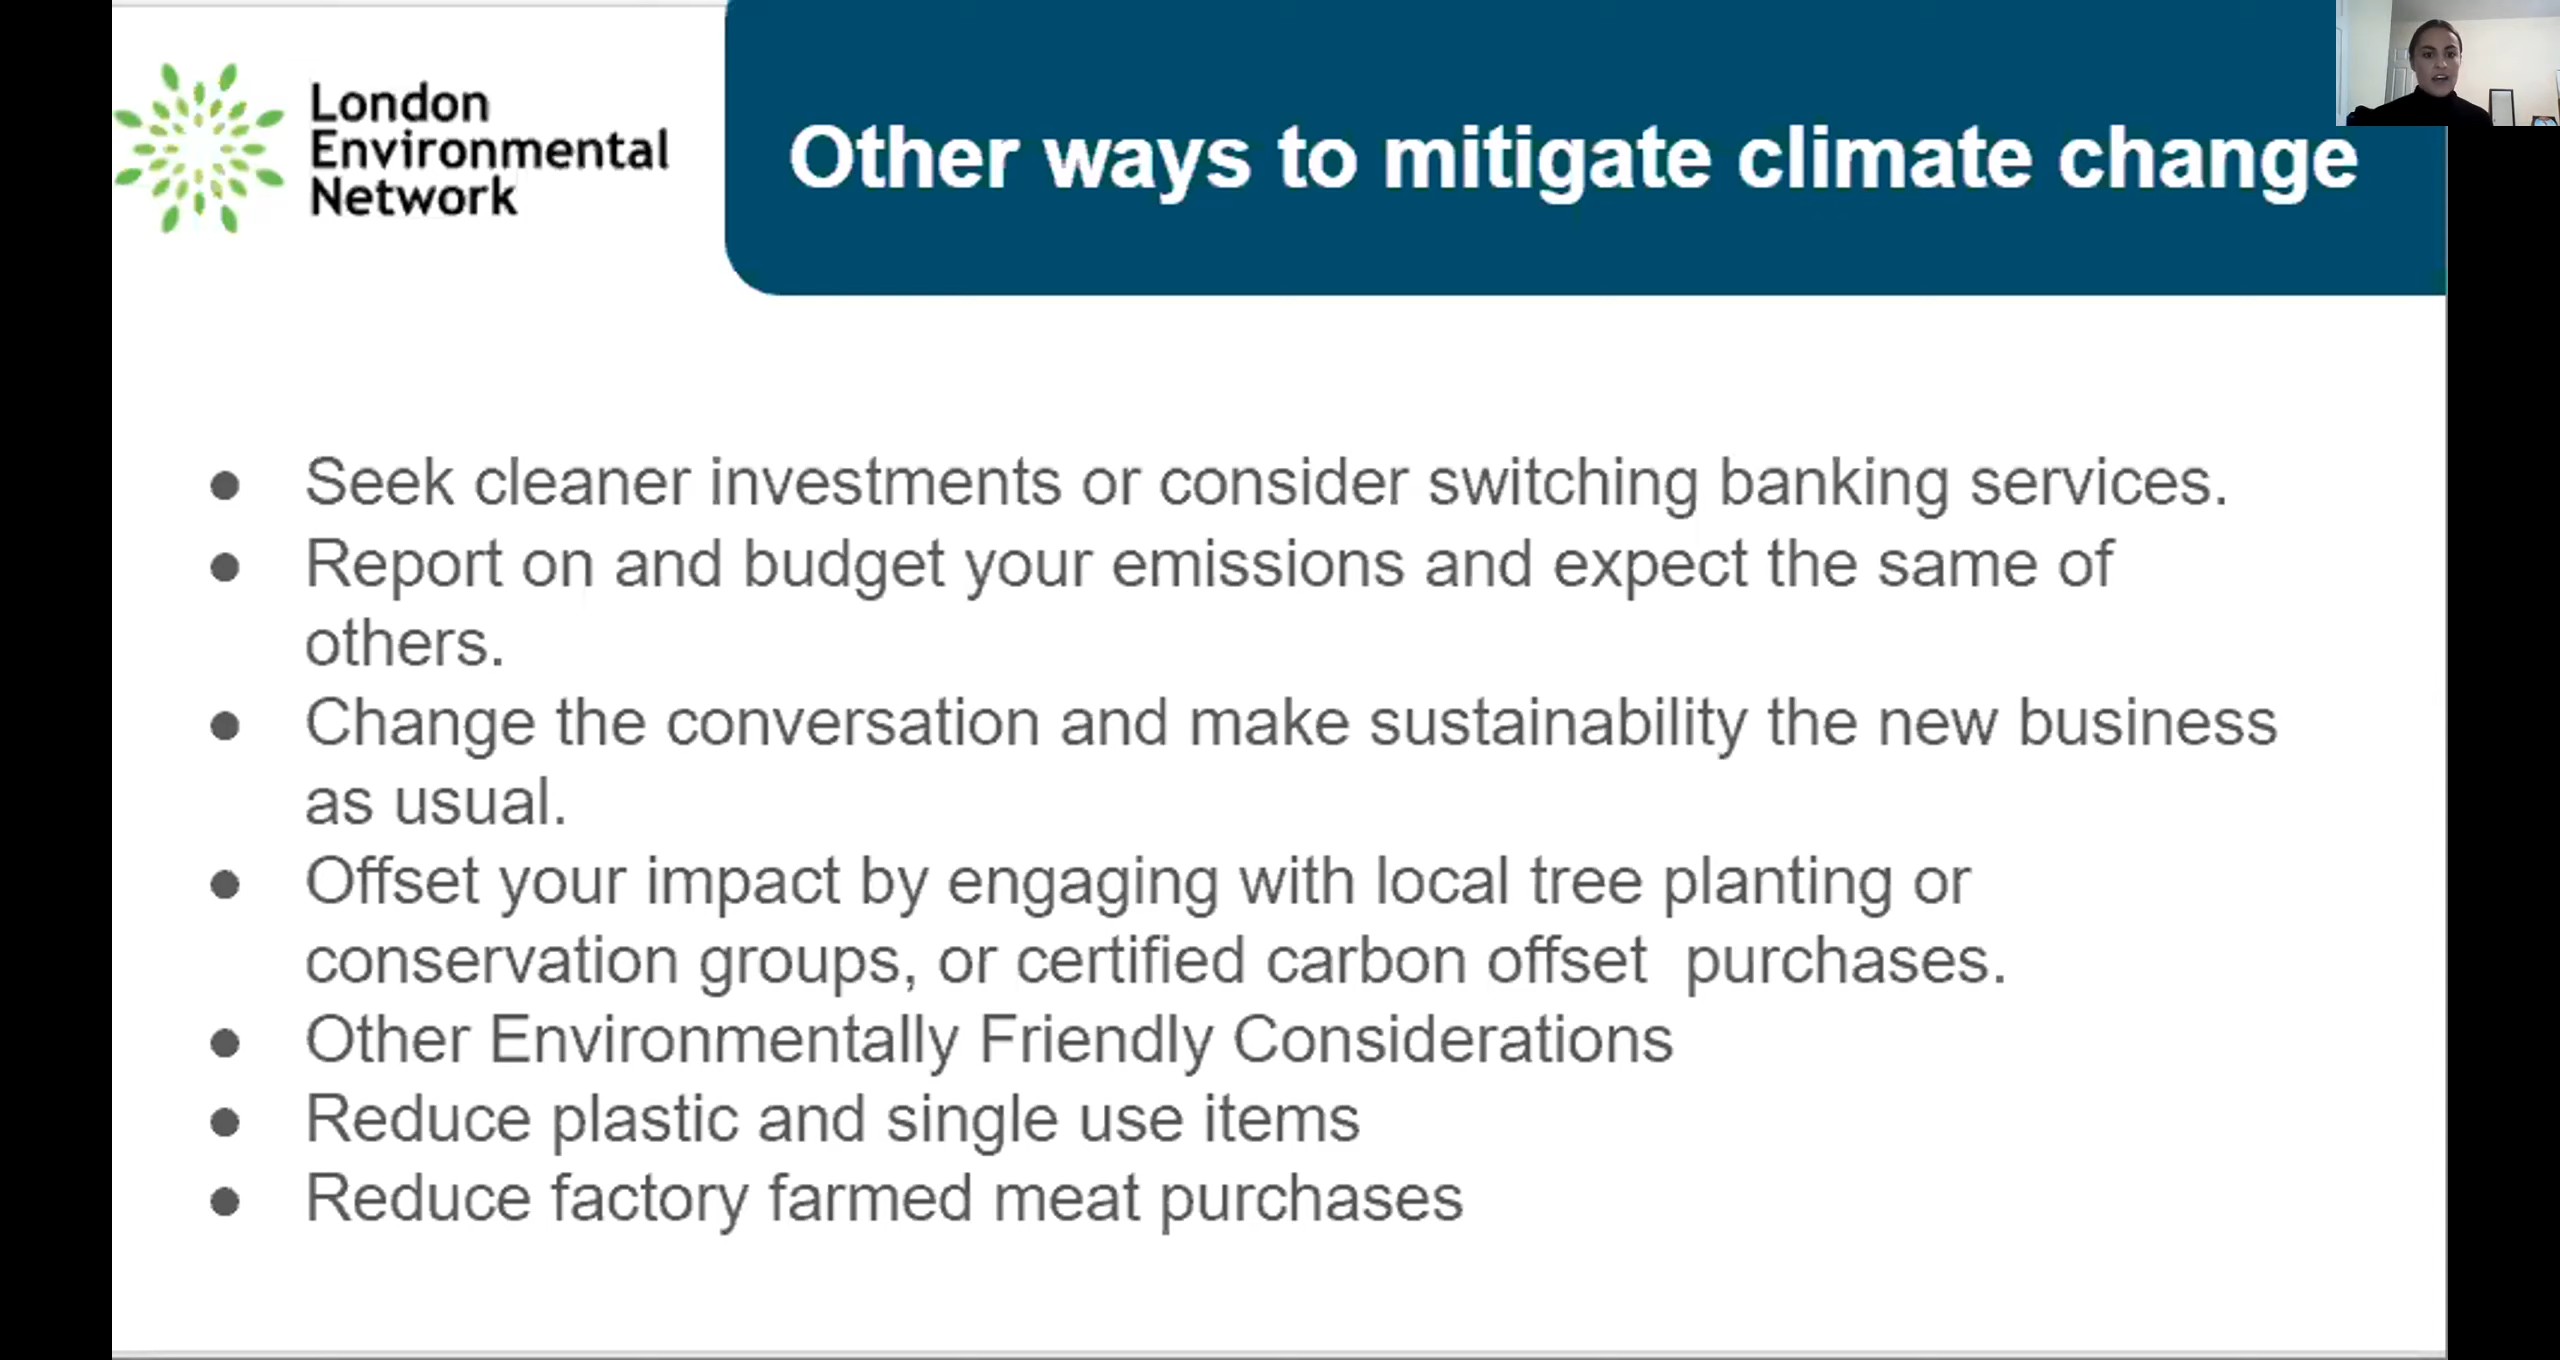 London
Environmental
Network
Other ways to mitigate climate change
● Seek cleaner investments or consider switching banking services.
● Report on and budget your emissions and expect the same of
others.
● Change the conversation and make sustainability the new business
as usual.
● Offset your impact by engaging with local tree planting or
conservation groups, or certified carbon offset  purchases.
● Other Environmentally Friendly Considerations
● Reduce plastic and single use items
● Reduce factory farmed meat purchases